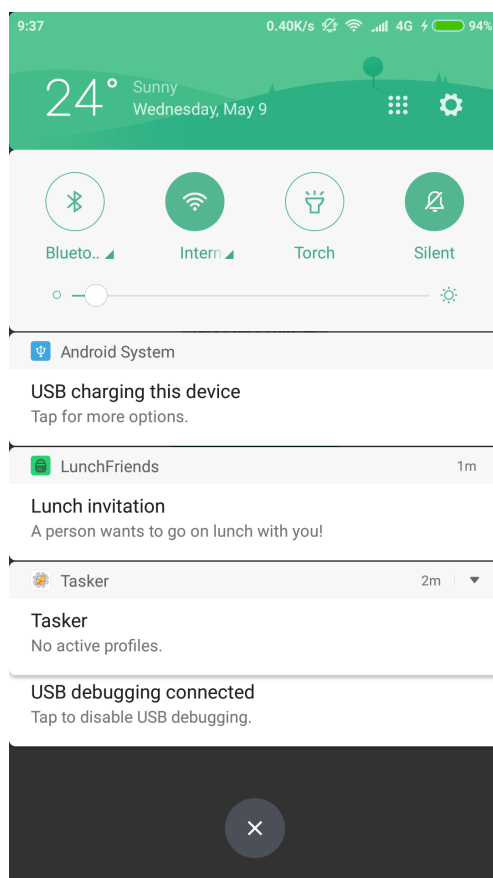 9:37
0.40K/s 4G 94%
24°
Sunny
Wednesday, May 9
Blueto..
Intern
Torch
Silent
Android System
USB charging this device
Tap for more options.
LunchFriends 1m
Lunch invitation
A person wants to go on lunch with you!
Tasker 2m
Tasker
No active profiles.
USB debugging connected
Tap to disable USB debugging.